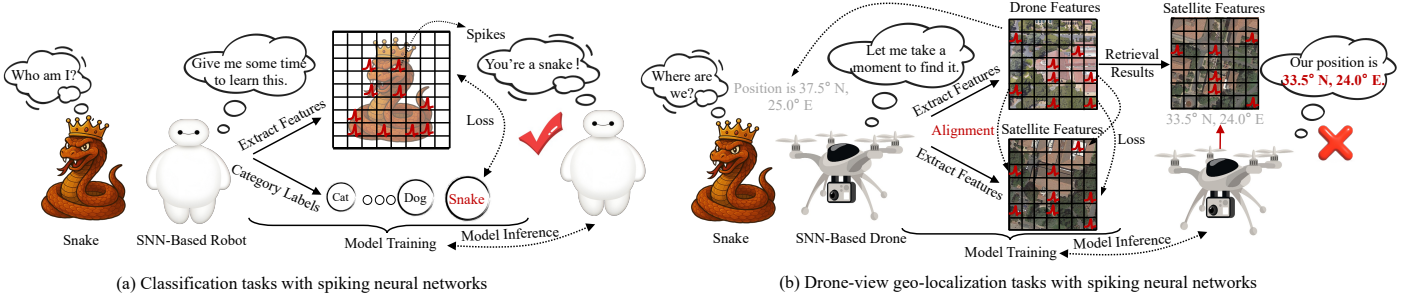 Who am I?
Give me some time
to learn this.
Spikes
You're a snake !
Extract Features
Category Labels
Loss
Cat
Dog
Snake
Snake
SNN-Based Robot
Model Training
Model Inference
(a) Classification tasks with spiking neural networks
Drone Features
Satellite Features
Where are
we?
Let me take a
moment to find it.
Position is 37.5° N,
25.0° E
Extract Features
Alignment
Extract Features
Satellite Features
Retrieval
Results
Loss
Our position is
33.5° N, 24.0° E.
33.5° N, 24.0° E
Snake
SNN-Based Drone
Model Training
Model Inference
(b) Drone-view geo-localization tasks with spiking neural networks